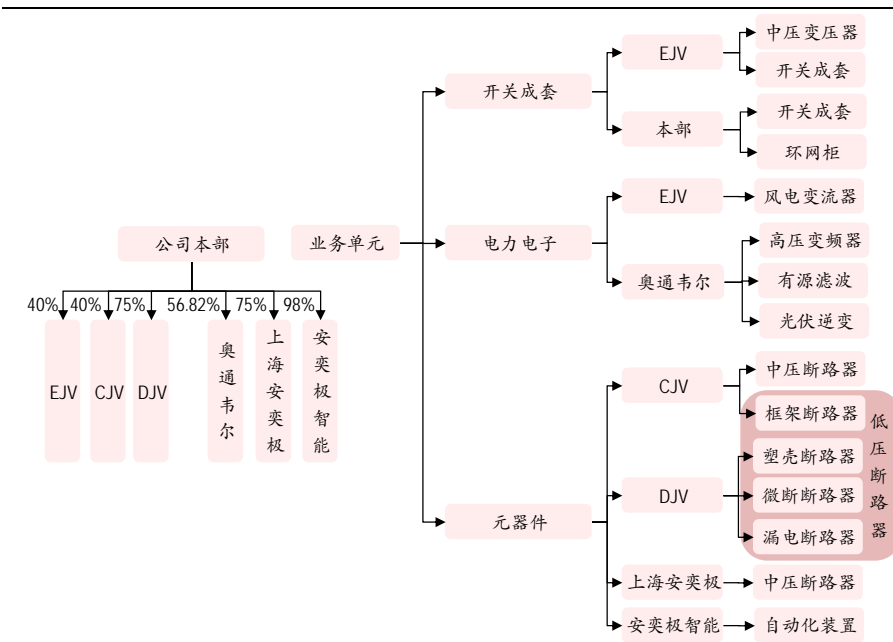 公司本部
40%
40%
75%
56.82%
75%
98%
EJV
CJV
DJV
奥通韦尔
上海安奕极
安奕极智能
业务单元
开关成套
EJV
中压变压器
开关成套
本部
开关成套
环网柜
电力电子
EJV
风电变流器
奥通韦尔
高压变频器
有源滤波
光伏逆变
元器件
CJV
中压断路器
框架断路器
DJV
塑壳断路器
微断断路器
漏电断路器
低压断路器
上海安奕极
中压断路器
安奕极智能
自动化装置